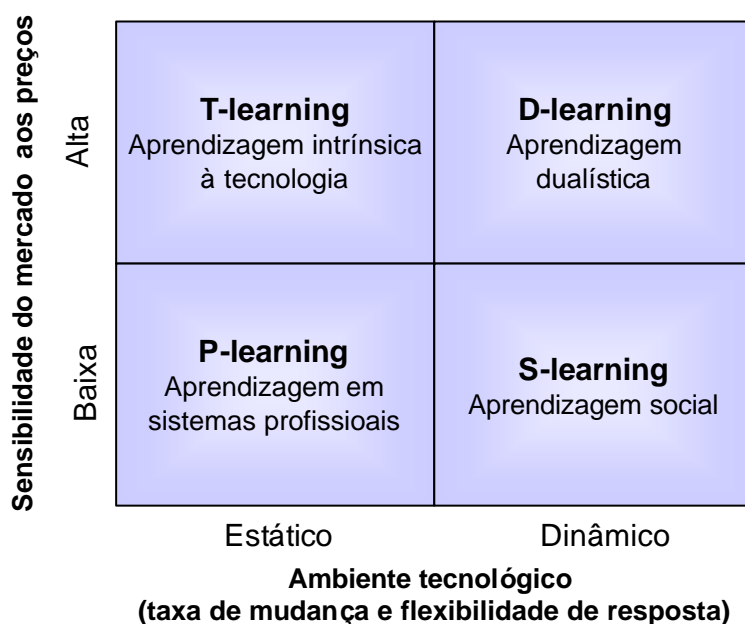 Sensibilidade do mercado aos preços
Alta
T-learning
Aprendizagem intrínsica
à tecnologia
D-learning
Aprendizagem
dualística
Baixa
P-learning
Aprendizagem em
sistemas profissioais
S-learning
Aprendizagem social
Estático
Dinâmico
Ambiente tecnológico
(taxa de mudança e flexibilidade de resposta)